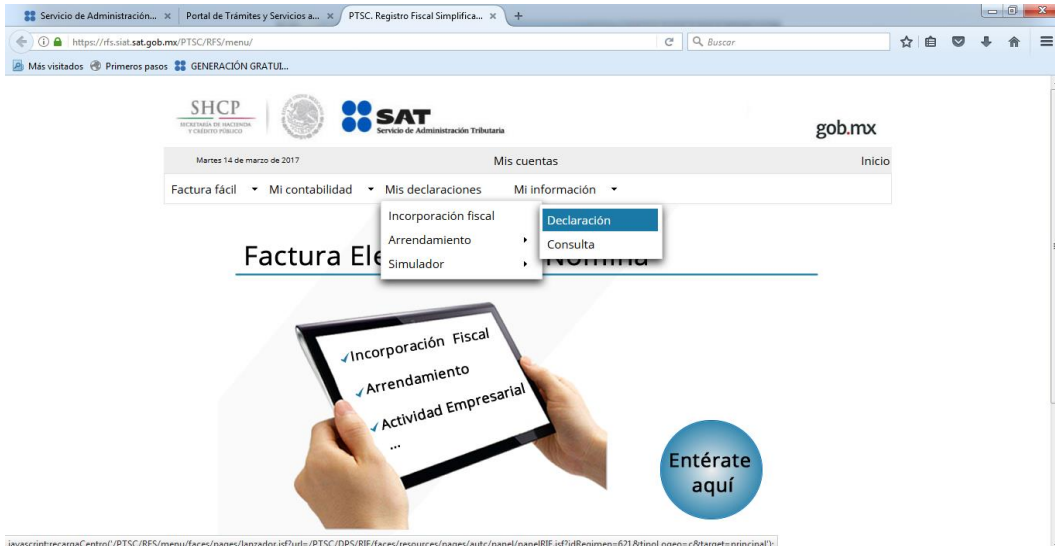 Servicio de Administración...
Portal de Trámites y Servicios a...
PTSC. Registro Fiscal Simplifica...
https://rfs.siat.sat.gob.mx/PTSC/RFS/menu/
Buscar
Más visitados
Primeros pasos
GENERACIÓN GRATUI...
SHCP
SECRETARÍA DE HACIENDA
Y CRÉDITO PÚBLICO
SAT
Servicio de Administración Tributaria
gob.mx
Martes 14 de marzo de 2017
Mis cuentas
Inicio
Factura fácil
Mi contabilidad
Mis declaraciones
Mi información
Incorporación fiscal
Declaración
Arrendamiento
Consulta
Simulador
Factura Ele
Incorporación Fiscal
Arrendamiento
Actividad Empresarial
...
Entérate
aquí
javascript:recargaCentro('/PTSC/RFS/menu/faces/pages/lanzador.jsf?url=/PTSC/DPS/RIF/faces/resources/pages/autc/panel/panelRIF.jsf?idRegimen=621&tipoLogeo=c&target=principal');